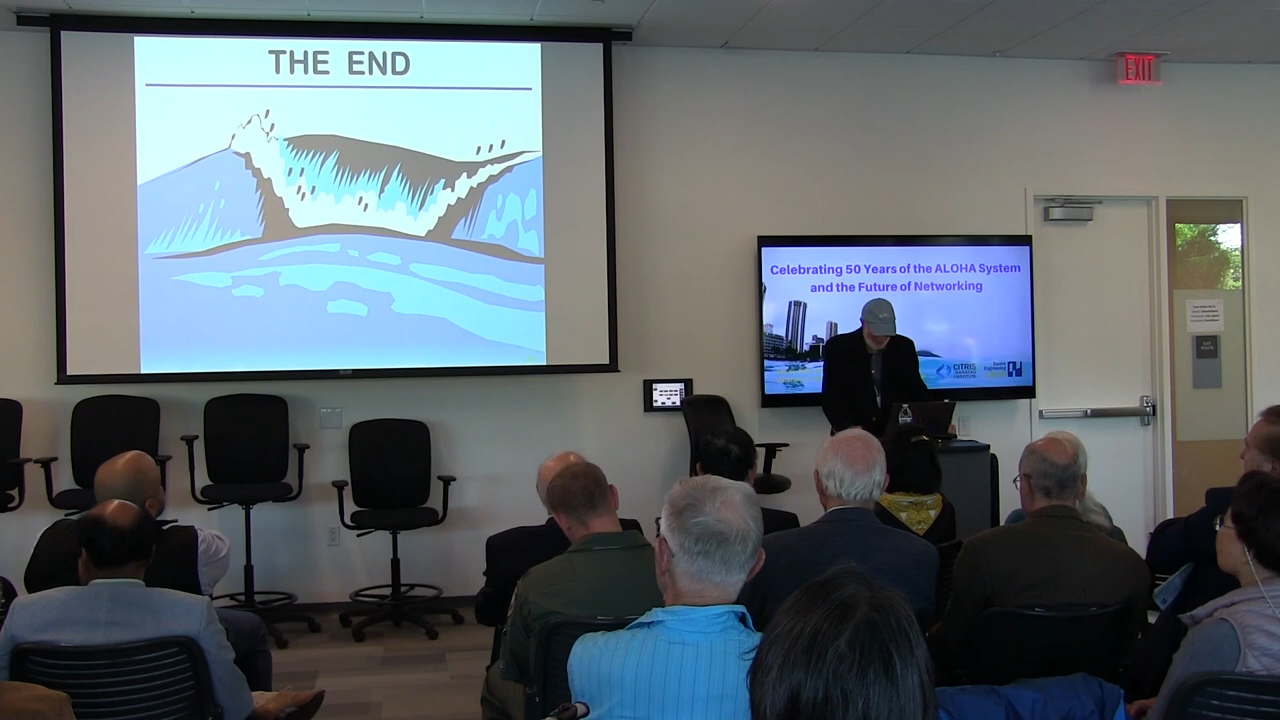 THE END
EXIT
Celebrating 50 Years of the ALOHA System
and the Future of Networking
CITRIS